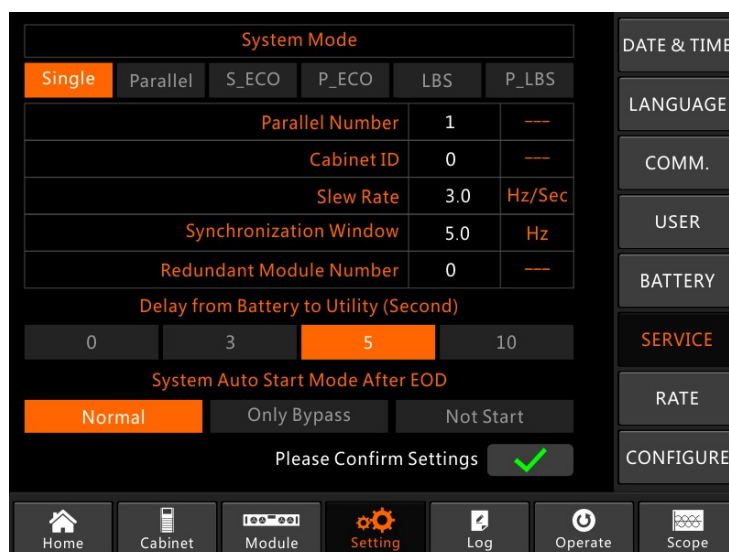 System Mode
Single Parallel S_ECO P_ECO LBS P_LBS
Parallel Number 1 ---
Cabinet ID 0 ---
Slew Rate 3.0 Hz/Sec
Synchronization Window 5.0 Hz
Redundant Module Number 0 ---
Delay from Battery to Utility (Second)
0 3 5 10
System Auto Start Mode After EOD
Normal Only Bypass Not Start
Please Confirm Settings
DATE & TIME
LANGUAGE
COMM.
USER
BATTERY
SERVICE
RATE
CONFIGURE
Home Cabinet Module Setting Log Operate Scope